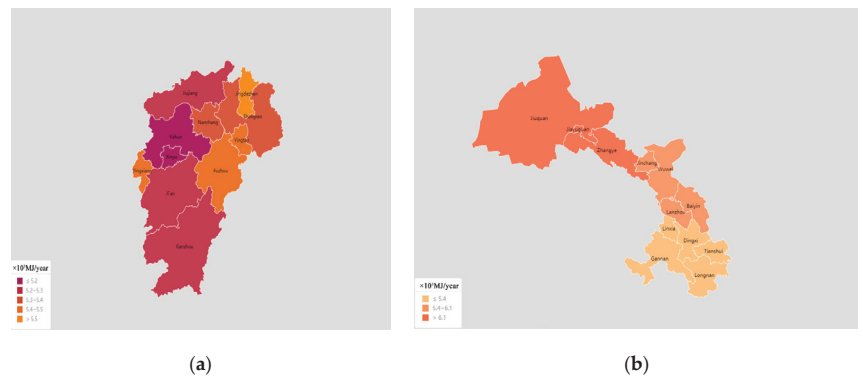 Jiujiang
Jingdezhen
Shangrao
Nanchang
Yichun
Yingtan
Xinyu
Pingxiang
Fuzhou
Ji'an
Ganzhou
×10³MJ/year
≤ 5.2
5.2–5.3
5.3–5.4
5.4–5.5
> 5.5
(a)
Jiuquan
Jiayuguan
Zhangye
Jinchang
Wuwei
Baiyin
Lanzhou
Linxia
Dingxi
Tianshui
Gannan
Longnan
×10³MJ/year
≤ 5.4
5.4–6.1
> 6.1
(b)